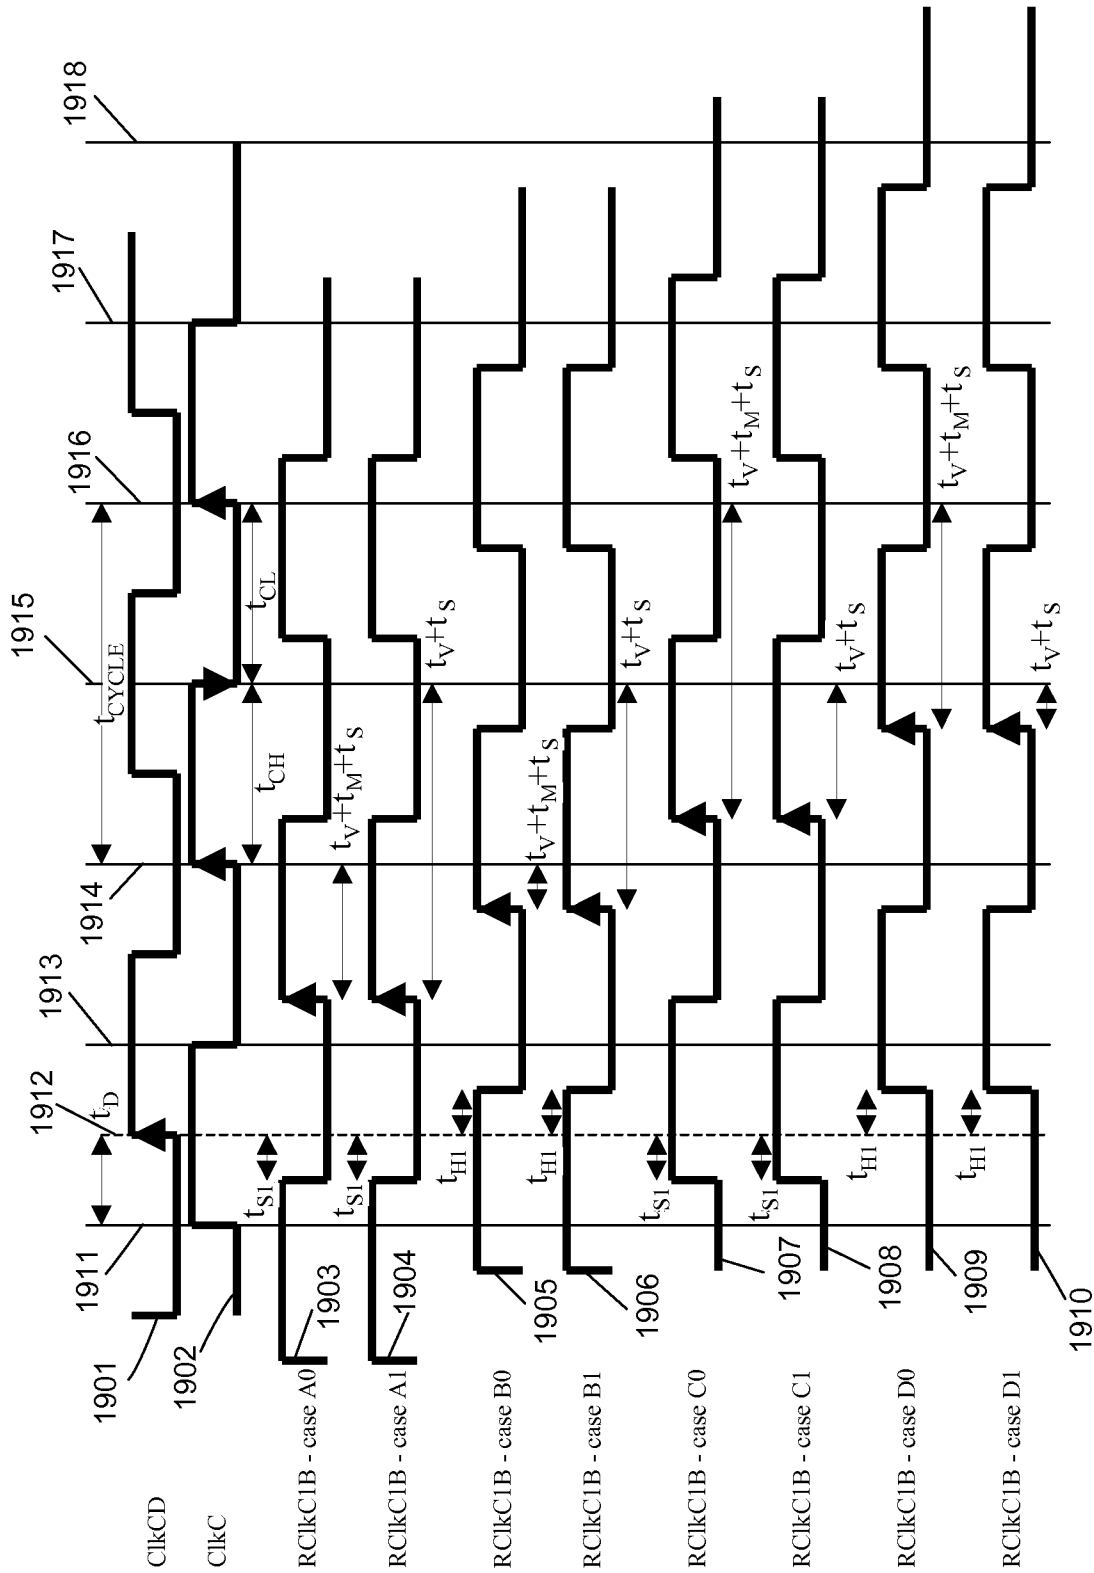 1911
1912
1913
1914
1915
1916
1917
1918
tD
tCYCLE
ClkCD
1901
ClkC
1902
tCH
tCL
RClkC1B - case A0
1903
tS1
tV+tM+tS
RClkC1B - case A1
1904
tS1
tV+tS
RClkC1B - case B0
1905
tH1
tV+tM+tS
RClkC1B - case B1
1906
tH1
tV+tS
RClkC1B - case C0
1907
tS1
tV+tM+tS
RClkC1B - case C1
1908
tS1
tV+tS
RClkC1B - case D0
1909
tH1
tV+tM+tS
RClkC1B - case D1
1910
tH1
tV+tS